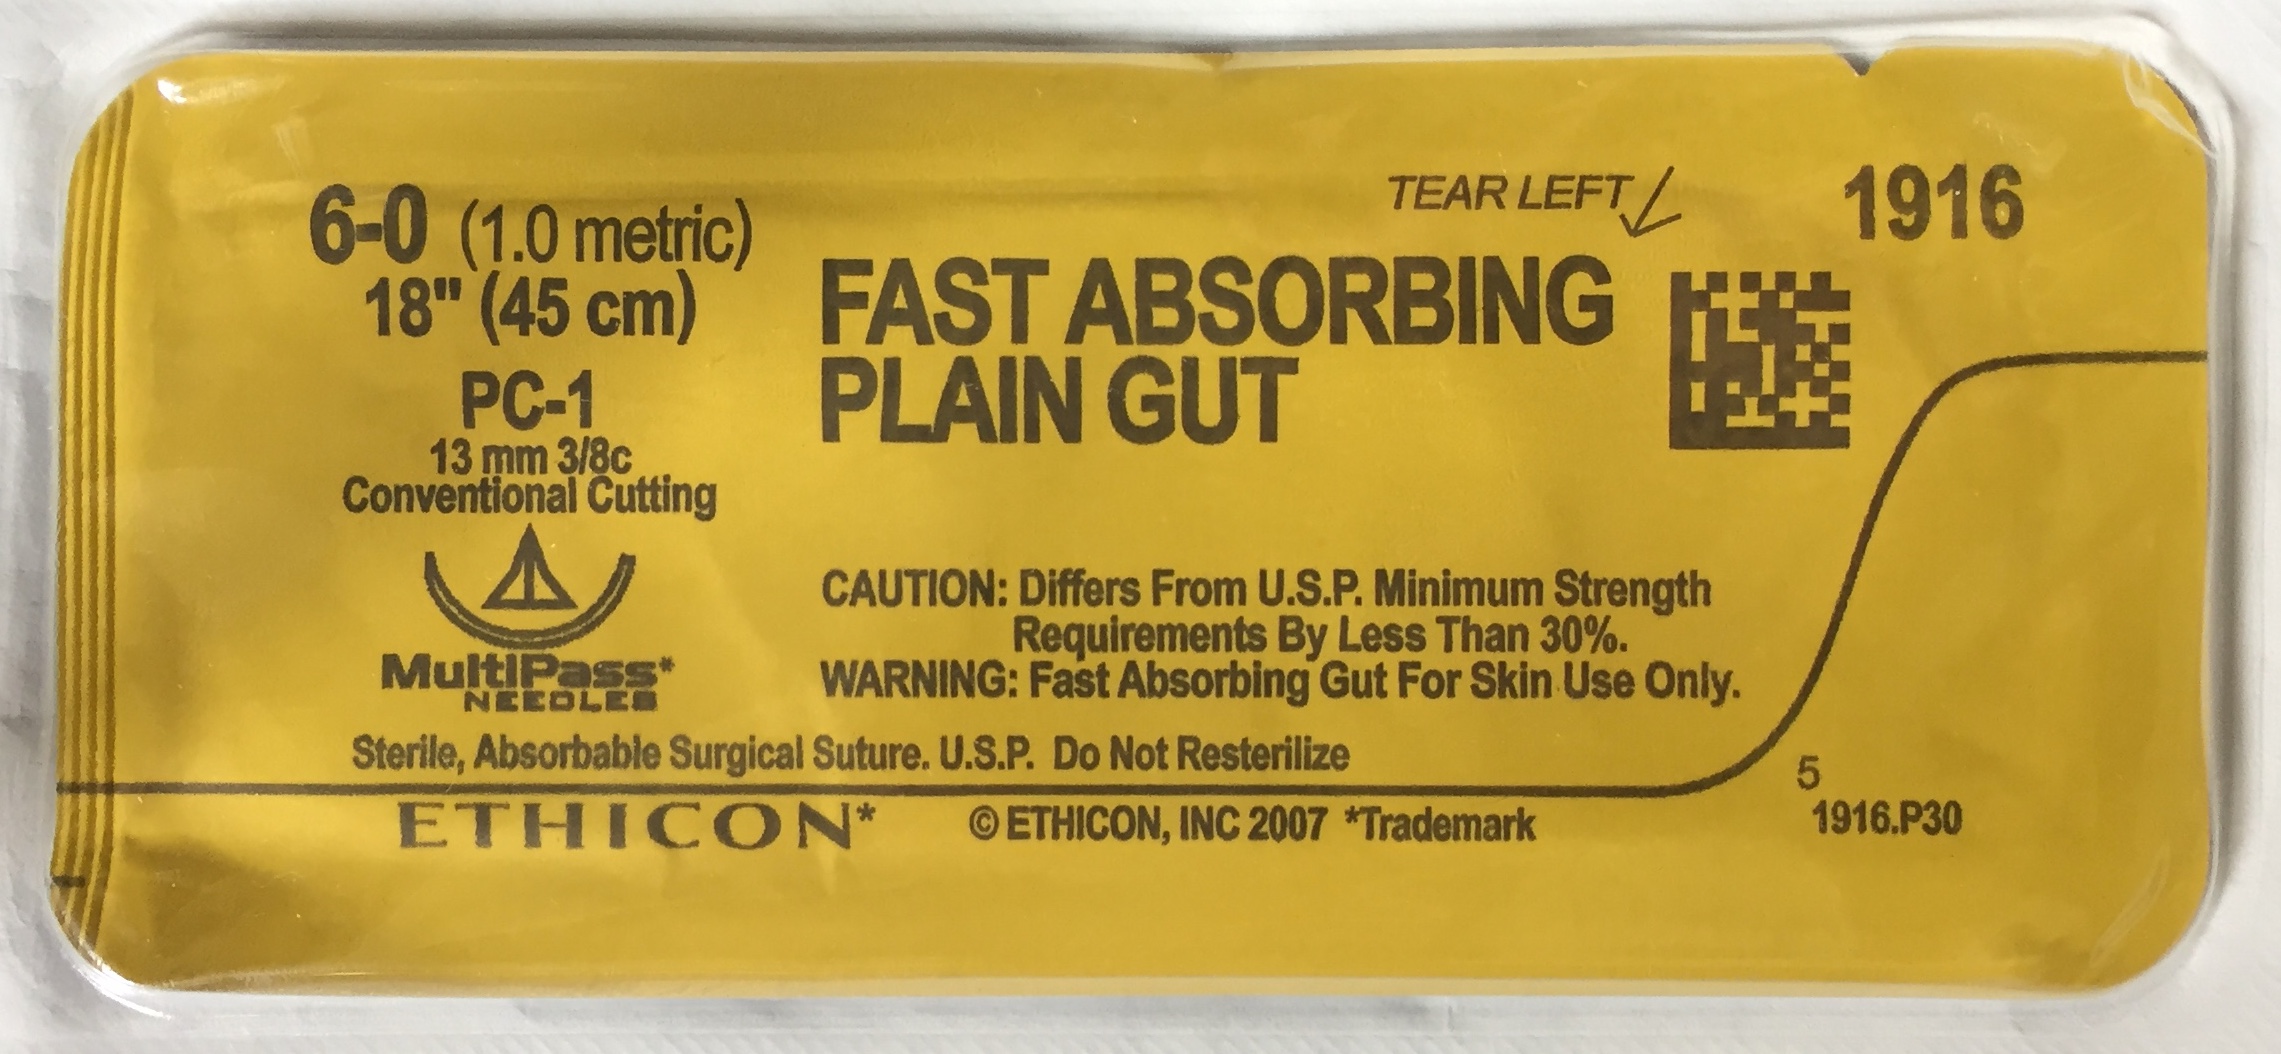 6-0 (1.0 metric)
18" (45 cm)
PC-1
13 mm 3/8c
Conventional Cutting
MultiPass*
NEEDLES
TEAR LEFT
1916
FAST ABSORBING
PLAIN GUT
CAUTION: Differs From U.S.P. Minimum Strength
Requirements By Less Than 30%.
WARNING: Fast Absorbing Gut For Skin Use Only.
Sterile, Absorbable Surgical Suture. U.S.P. Do Not Resterilize
ETHICON* © ETHICON, INC 2007 *Trademark
5
1916.P30